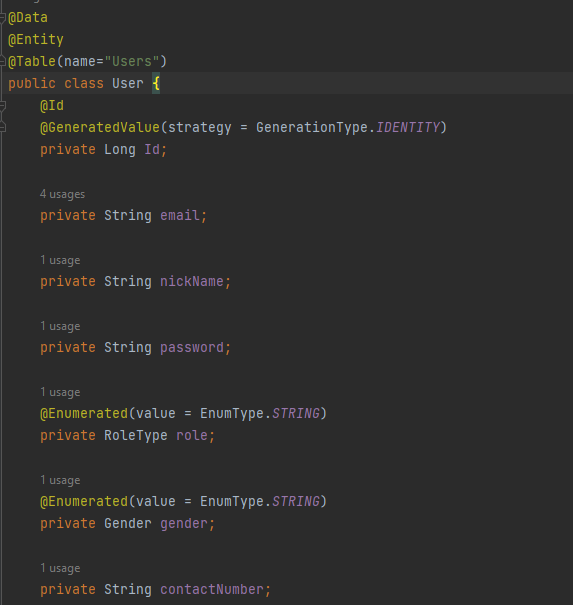 @Data
@Entity
@Table(name="Users")
public class User {
@Id
@GeneratedValue(strategy = GenerationType.IDENTITY)
private Long Id;
4 usages
private String email;
1 usage
private String nickName;
1 usage
private String password;
1 usage
@Enumerated(value = EnumType.STRING)
private RoleType role;
1 usage
@Enumerated(value = EnumType.STRING)
private Gender gender;
1 usage
private String contactNumber;